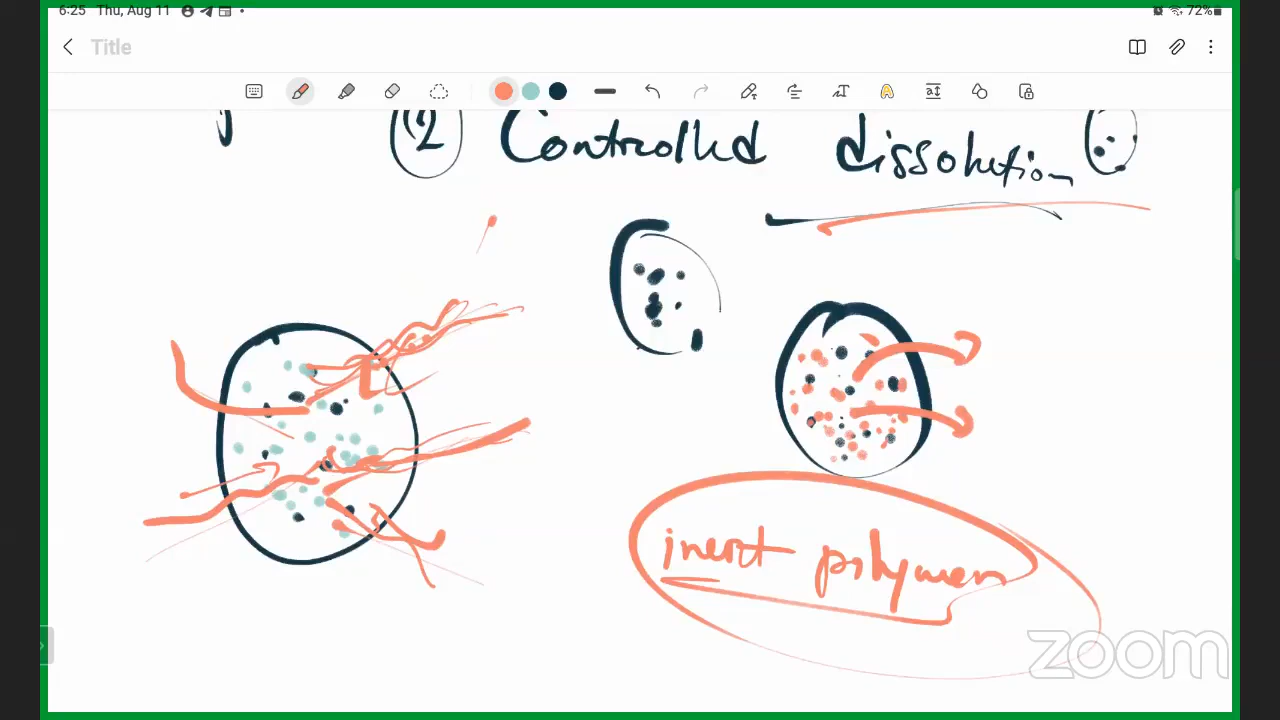 6:25 Thu, Aug 11
72%
Title
(2) Controlled dissolution
inert polymer
zoom